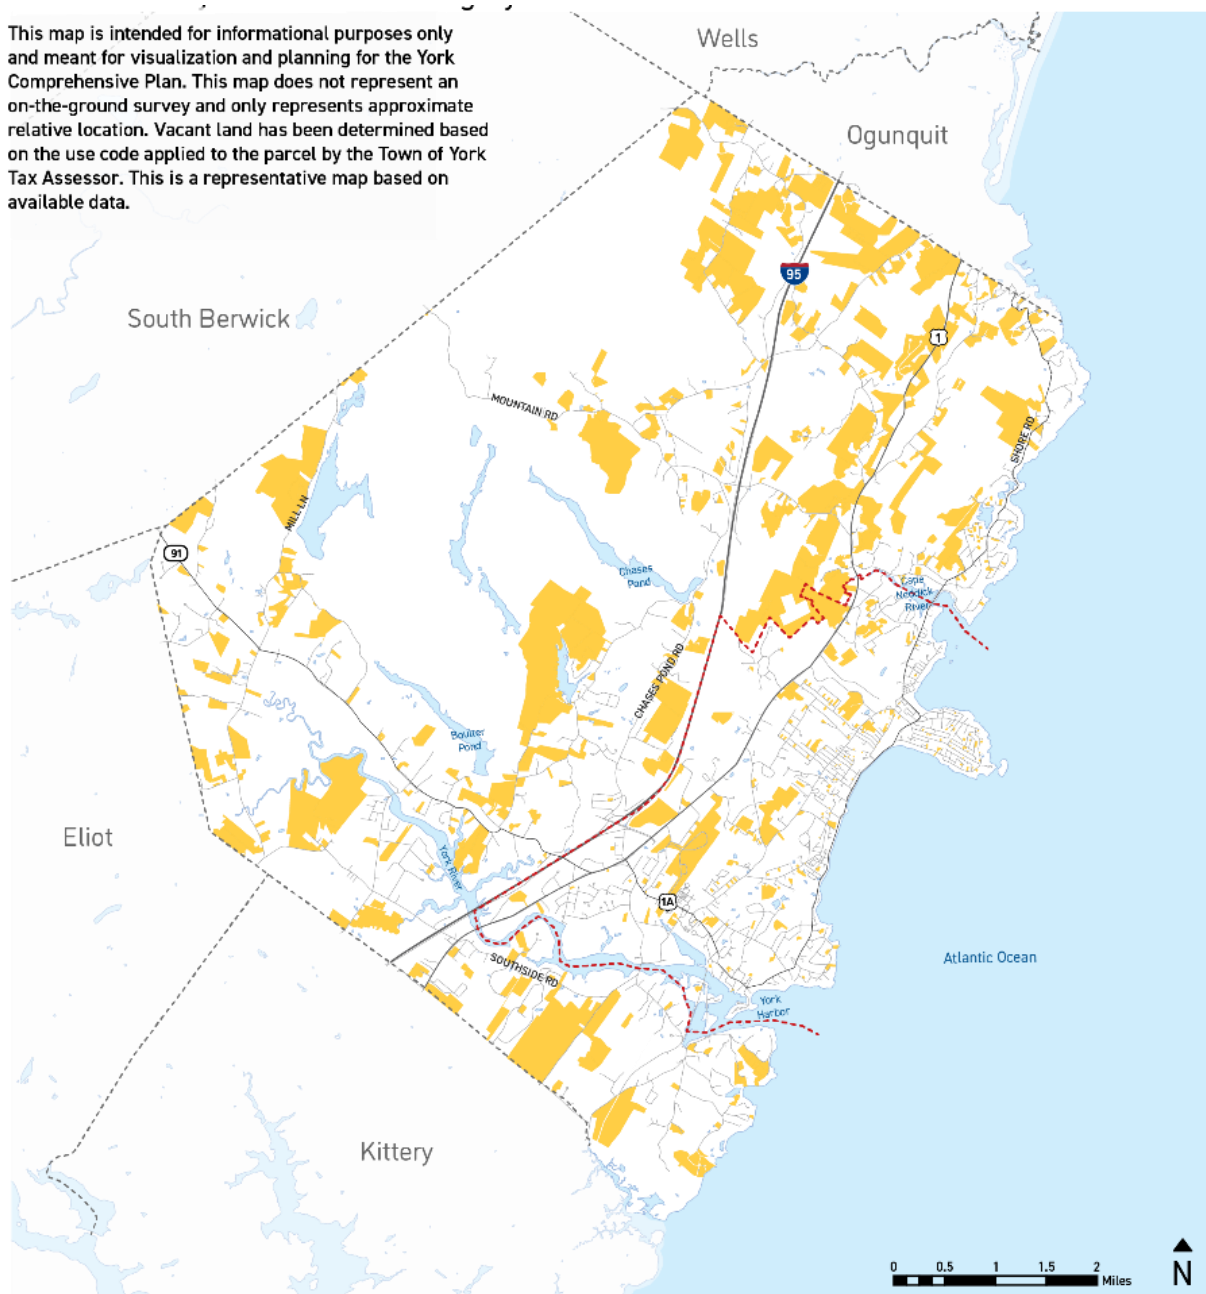 This map is intended for informational purposes only
and meant for visualization and planning for the York
Comprehensive Plan. This map does not represent an
on-the-ground survey and only represents approximate
relative location. Vacant land has been determined based
on the use code applied to the parcel by the Town of York
Tax Assessor. This is a representative map based on
available data.
Wells
Ogunquit
95
South Berwick
1
MOUNTAIN RD
SHORE RD
MILL LN
91
Chases
Pond
Cape
Neddick
River
CHASES POND RD
Boulter
Pond
Eliot
York River
1A
SOUTHSIDE RD
Atlantic Ocean
York
Harbor
Kittery
0 0.5 1 1.5 2
Miles
N